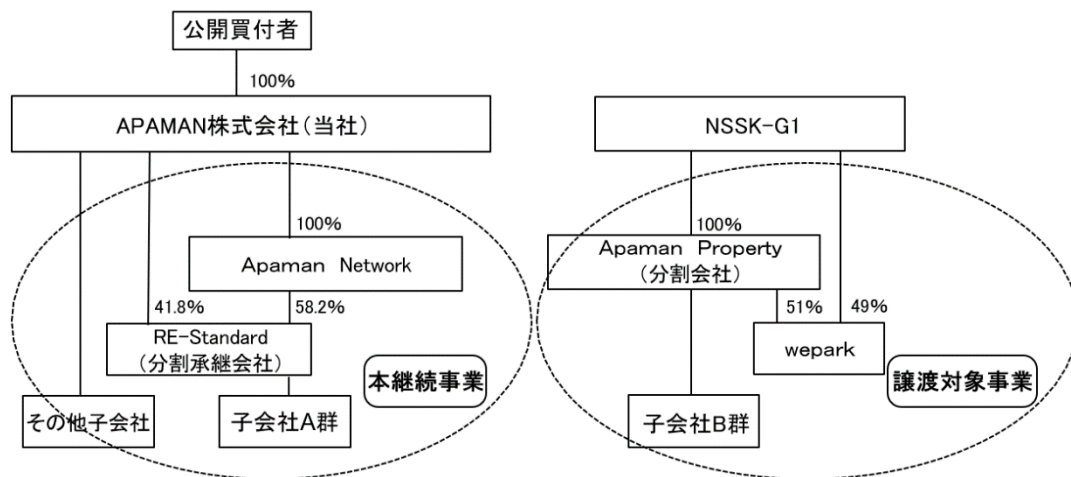 公開買付者
100%
APAMAN株式会社(当社)
100%
Apaman Network
41.8%
58.2%
RE-Standard
(分割承継会社)
本継続事業
その他子会社
子会社A群
NSSK-G1
100%
Apaman Property
(分割会社)
51%
49%
wepark
譲渡対象事業
子会社B群